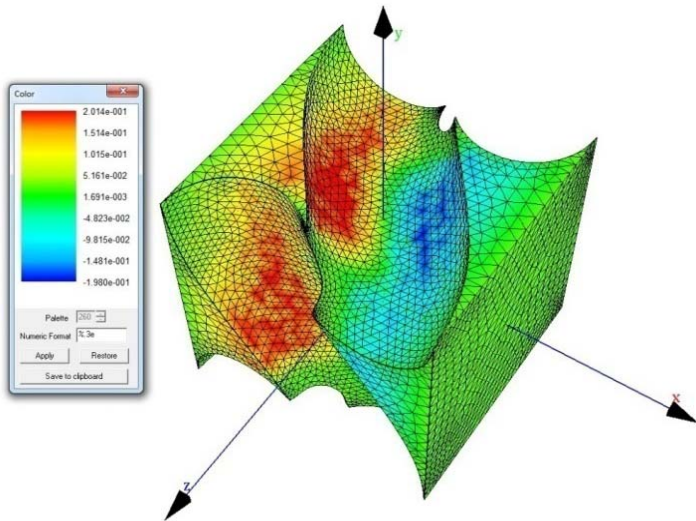 Color
2.014e-001
1.514e-001
1.015e-001
5.161e-002
1.691e-003
-4.823e-002
-9.815e-002
-1.481e-001
-1.980e-001
Palette 260
Numeric Format %.3e
Apply Restore
Save to clipboard
y
x
z